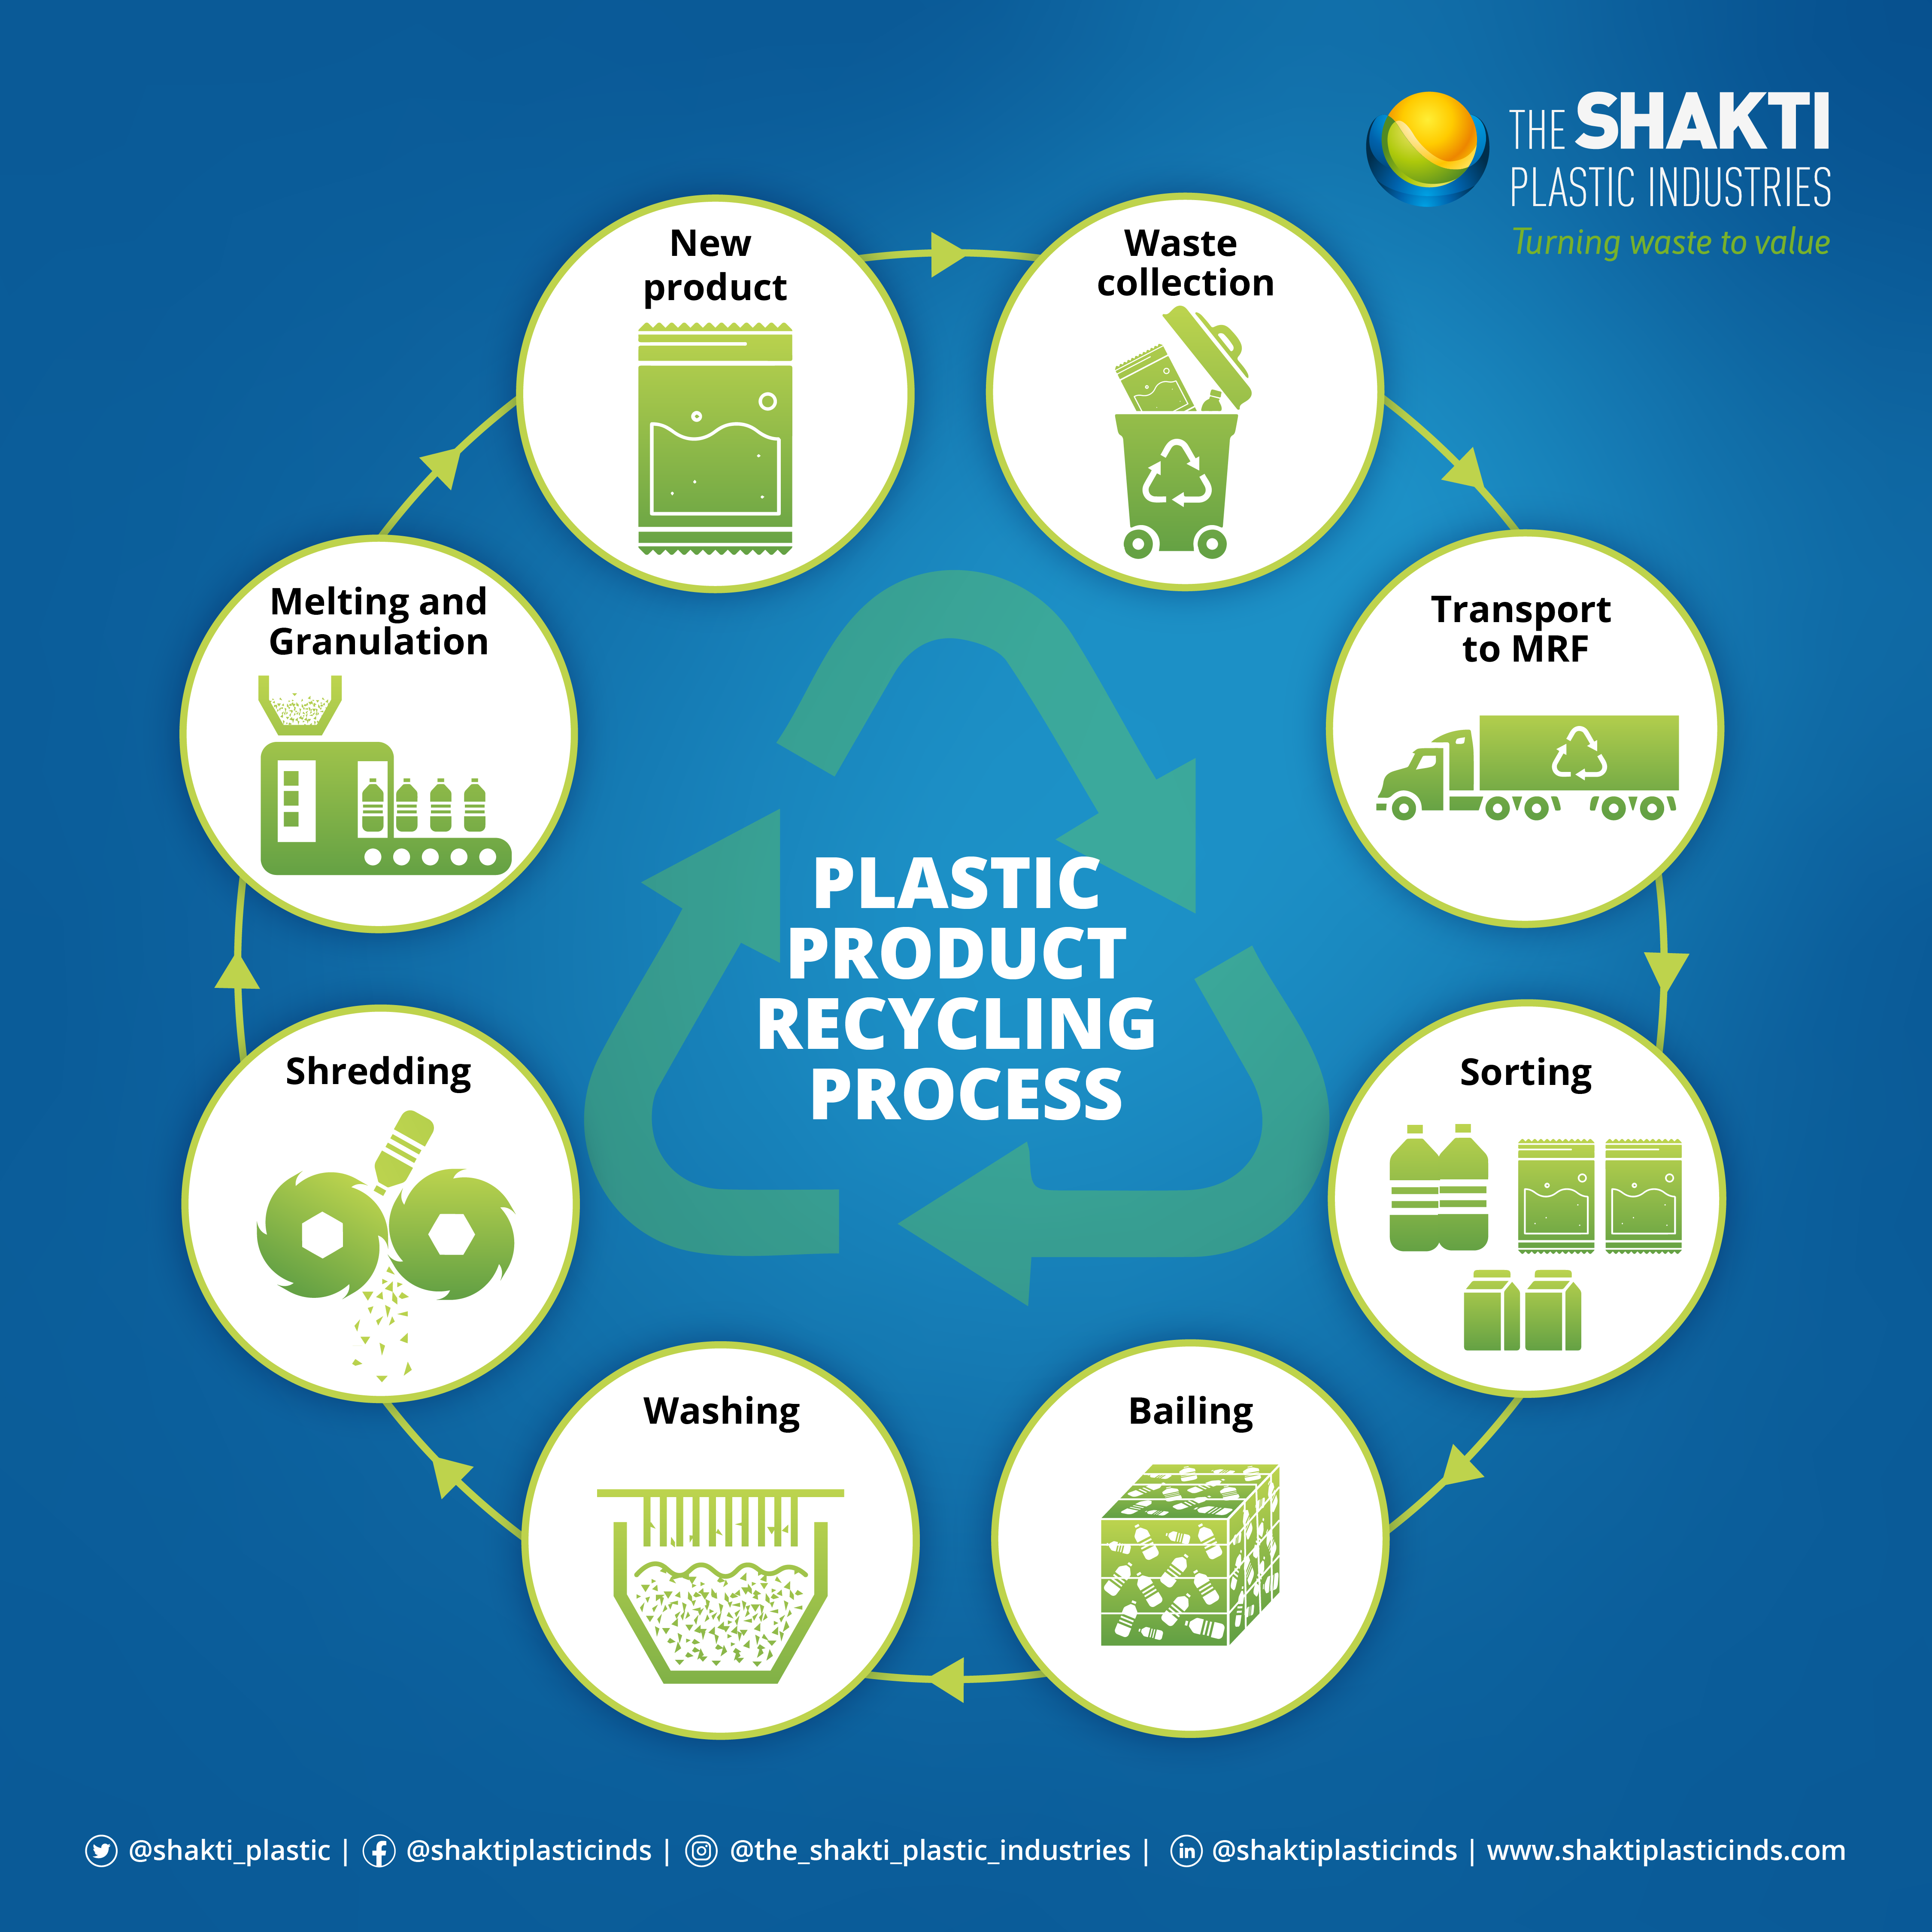 THE SHAKTI
PLASTIC INDUSTRIES
Turning waste to value
New
product
Waste
collection
Transport
to MRF
Sorting
Bailing
Washing
Shredding
Melting and
Granulation
PLASTIC
PRODUCT
RECYCLING
PROCESS
@shakti_plastic | @shaktiplasticinds | @the_shakti_plastic_industries | @shaktiplasticinds | www.shaktiplasticinds.com